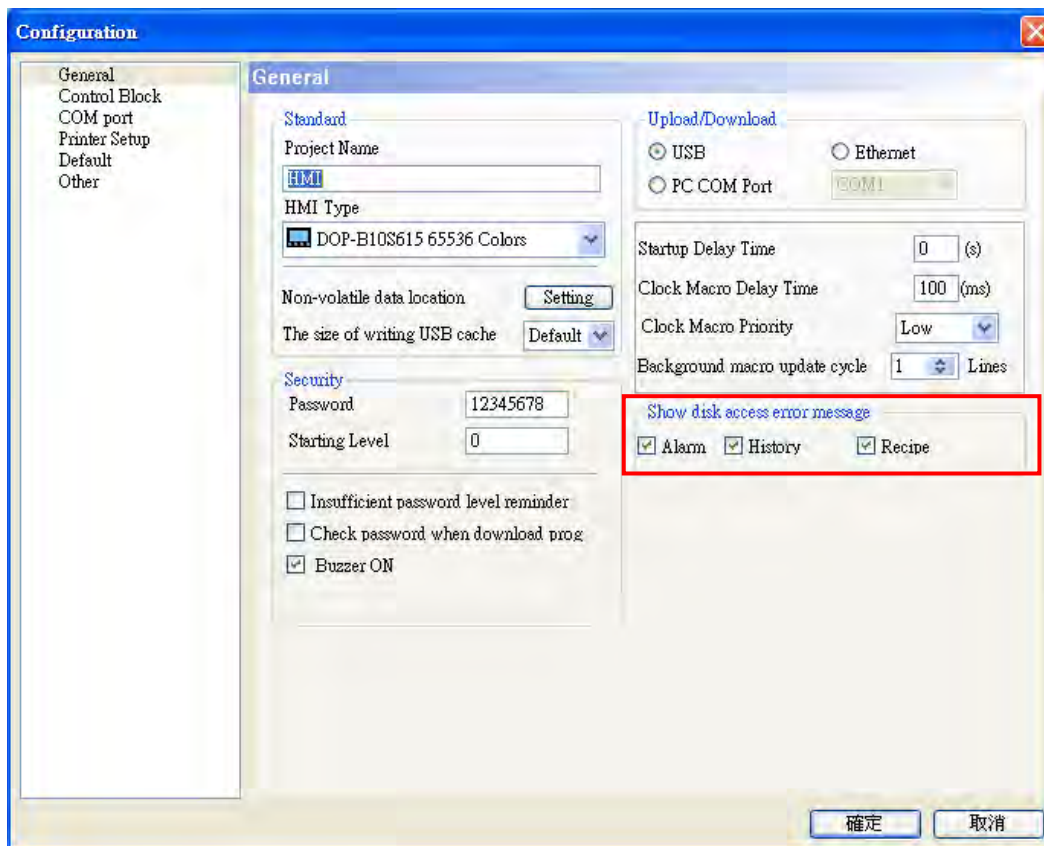 Configuration
General
Control Block
COM port
Printer Setup
Default
Other
General
Standard
Project Name
HMI
HMI Type
DOP-B10S615 65536 Colors
Non-volatile data location Setting
The size of writing USB cache Default
Security
Password 12345678
Starting Level 0
Insufficient password level reminder
Check password when download prog
Buzzer ON
Upload/Download
USB Ethernet
PC COM Port COM1
Startup Delay Time 0 (s)
Clock Macro Delay Time 100 (ms)
Clock Macro Priority Low
Background macro update cycle 1 Lines
Show disk access error message
Alarm History Recipe
確定 取消